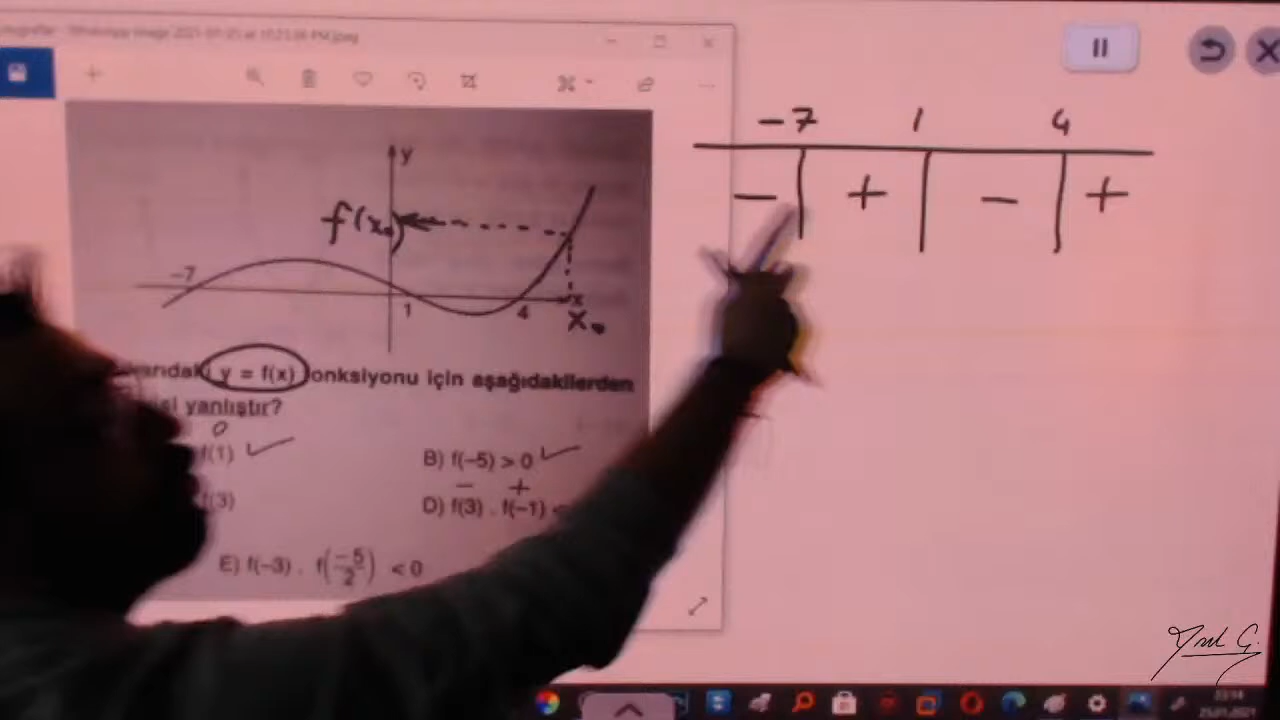 -7 1 4
- + - +
y
f(x₀)
-7
1 4 x
x₀
y = f(x) fonksiyonu için aşağıdakilerden
yanlıştır?
0
f(1) B) f(-5) > 0
- +
f(3) D) f(3) . f(-1) <
E) f(-3) . f(-5/2) < 0